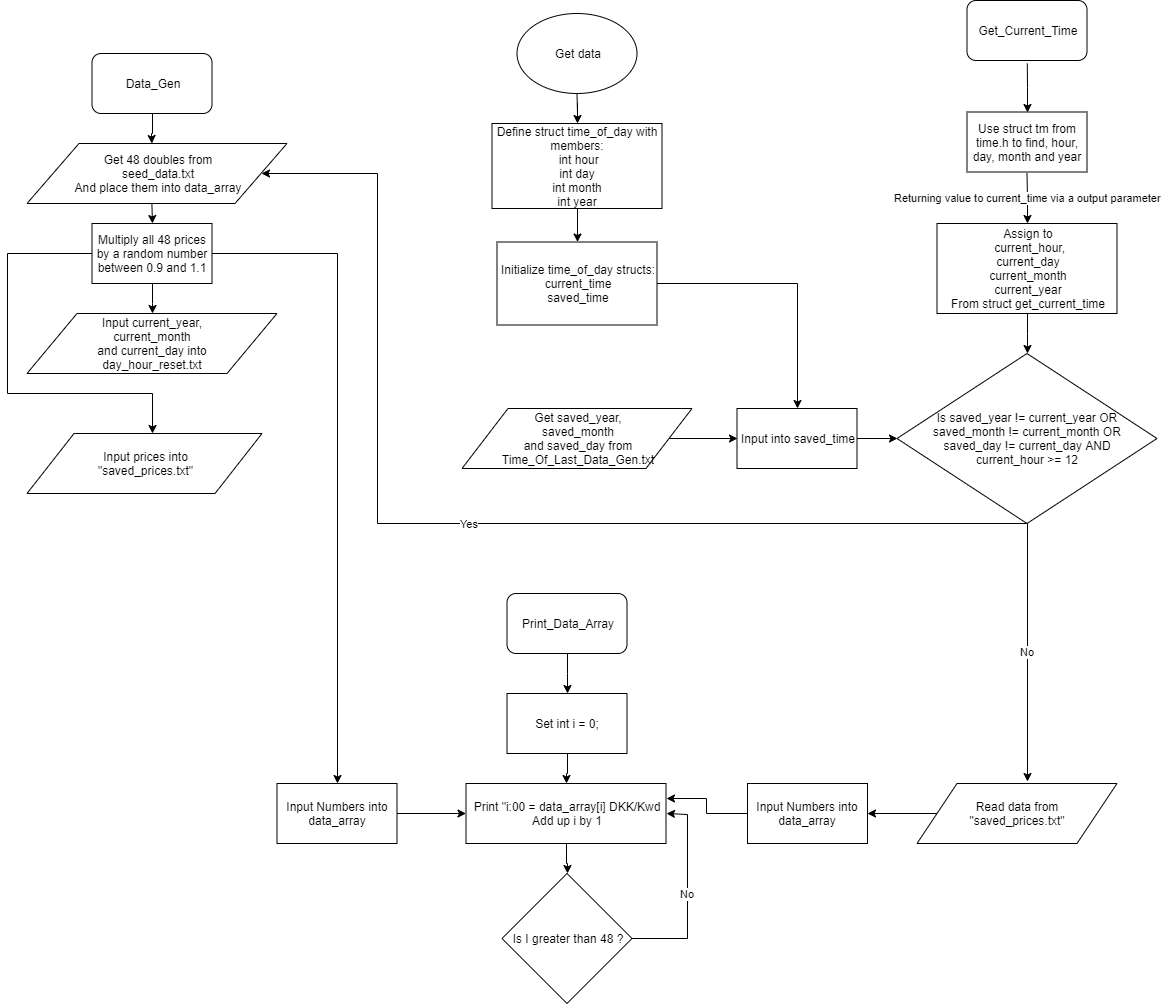 Data_Gen
Get 48 doubles from
seed_data.txt
And place them into data_array
Multiply all 48 prices
by a random number
between 0.9 and 1.1
Input current_year,
current_month
and current_day into
day_hour_reset.txt
Input prices into
"saved_prices.txt"
Get data
Define struct time_of_day with
members:
int hour
int day
int month
int year
Initialize time_of_day structs:
current_time
saved_time
Get saved_year,
saved_month
and saved_day from
Time_Of_Last_Data_Gen.txt
Input into saved_time
Get_Current_Time
Use struct tm from
time.h to find, hour,
day, month and year
Returning value to current_time via a output parameter
Assign to
current_hour,
current_day
current_month
current_year
From struct get_current_time
Is saved_year != current_year OR
saved_month != current_month OR
saved_day != current_day AND
current_hour >= 12
Yes
No
Print_Data_Array
Set int i = 0;
Input Numbers into
data_array
Print "i:00 = data_array[i] DKK/Kwd
Add up i by 1
Input Numbers into
data_array
Read data from
"saved_prices.txt"
No
Is I greater than 48 ?